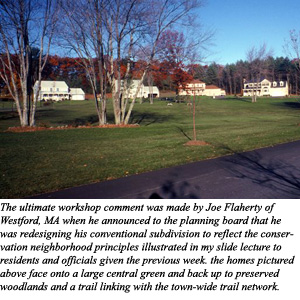 The ultimate workshop comment was made by Joe Flaherty of
Westford, MA when he announced to the planning board that he
was redesigning his conventional subdivision to reflect the conser-
vation neighborhood principles illustrated in my slide lecture to
residents and officials given the previous week. the homes pictured
above face onto a large central green and back up to preserved
woodlands and a trail linking with the town-wide trail network.